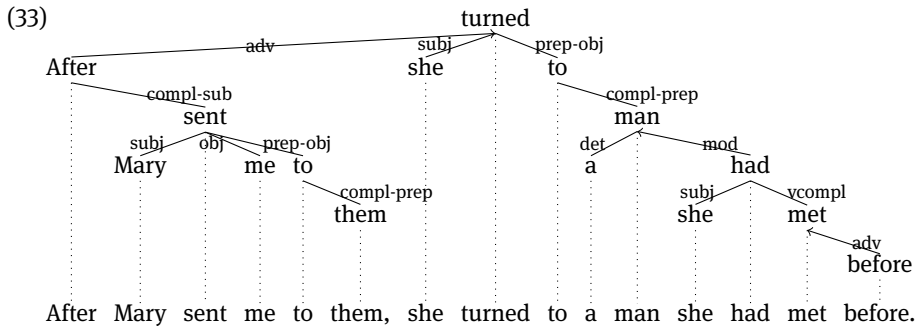 (33) turned
adv subj prep-obj
After she to
compl-sub compl-prep
sent man
subj obj prep-obj det mod
Mary me to a had
compl-prep subj vcompl
them she met
adv
before
After Mary sent me to them, she turned to a man she had met before.